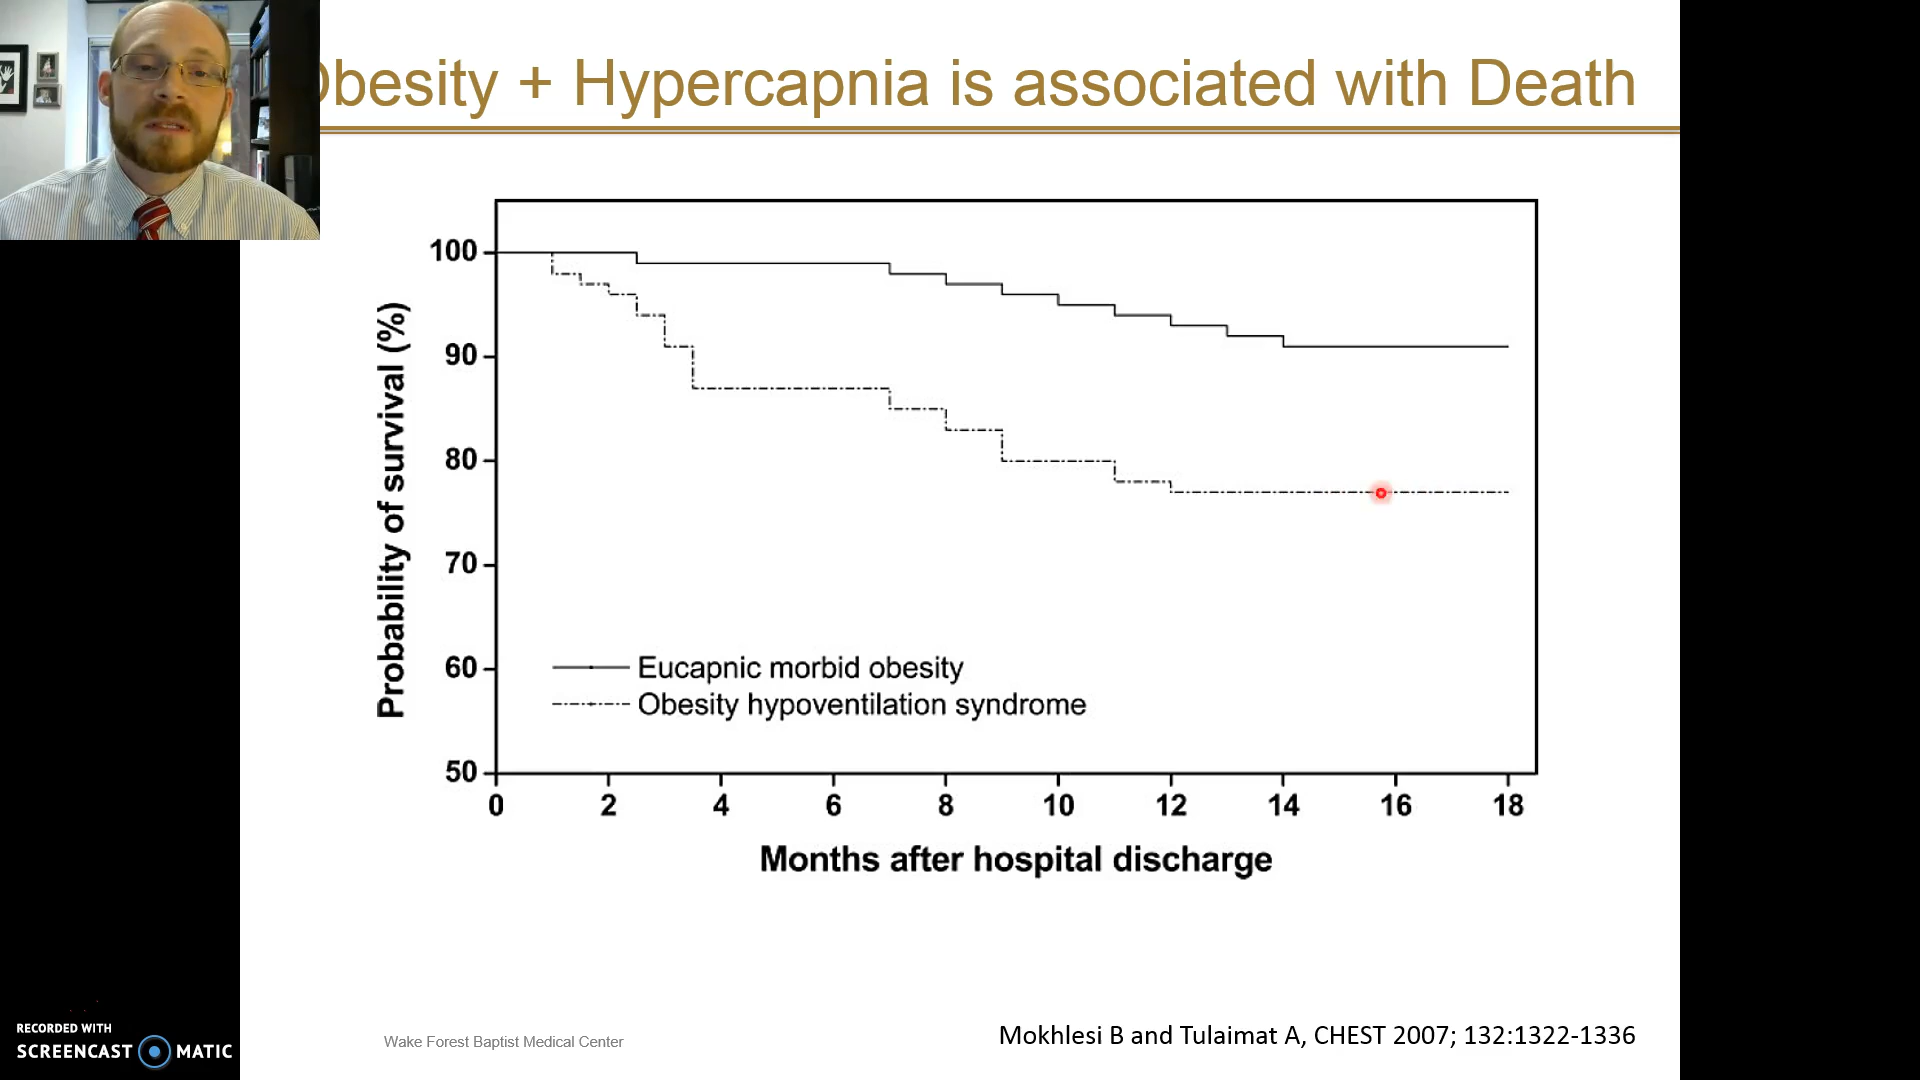 Obesity + Hypercapnia is associated with Death
100
90
80
70
60
50
Probability of survival (%)
Eucapnic morbid obesity
Obesity hypoventilation syndrome
0 2 4 6 8 10 12 14 16 18
Months after hospital discharge
Wake Forest Baptist Medical Center
Mokhlesi B and Tulaimat A, CHEST 2007; 132:1322-1336
RECORDED WITH
SCREENCAST MATIC